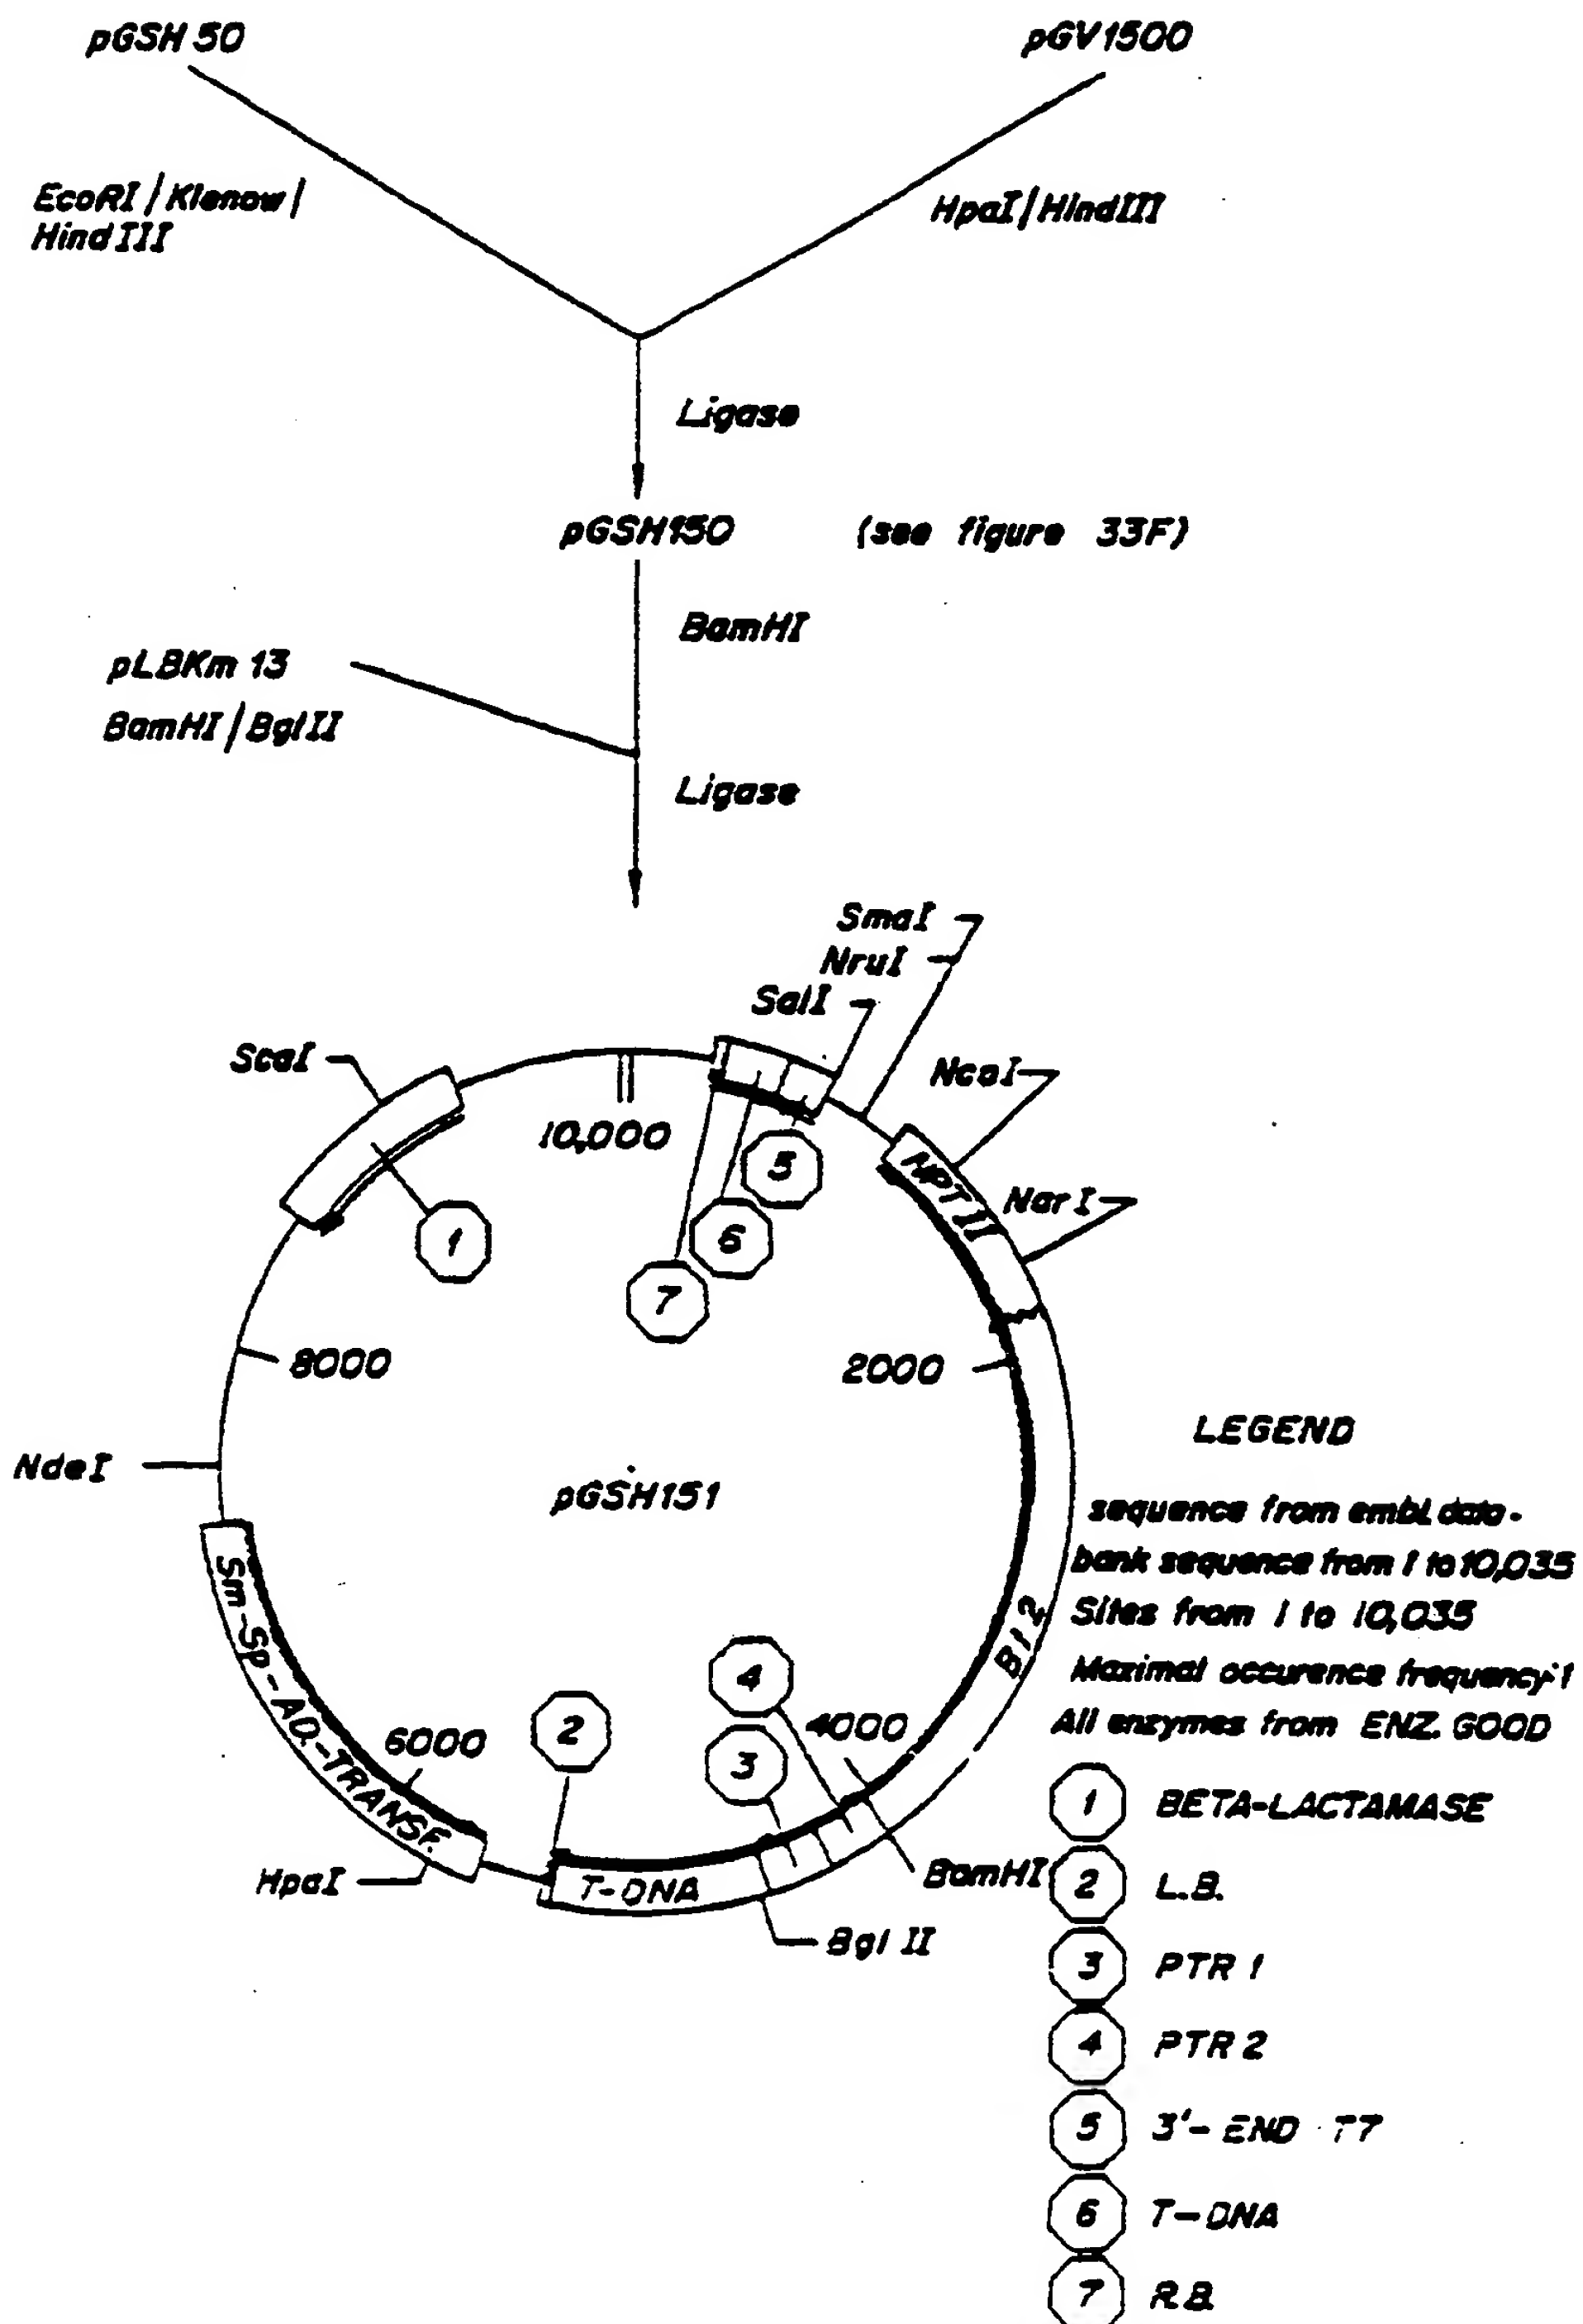 pGSH 50
pGV1500
EcoRI/Klenow/
HindIII
HpaI/HindIII
Ligase
pGSH150 (see figure 33F)
BamHI
pLBKm 13
BamHI/BglII
Ligase
SmaI
NruI
SalI
ScaI
NcoI
10,000
5
NPT II
NarI
6
1
7
8000
2000
LEGEND
NdeI
pGSH151
sequence from embl data-
bank sequence from 1 to 10,035
Sites from 1 to 10,035
Bt 2
Maximal occurence frequency:1
All enzymes from ENZ. GOOD
Sm-Sp-AD.-TRANSF.
4
4000
6000
2
3
1 BETA-LACTAMASE
HpaI
T-DNA
BamHI
2 L.B.
Bgl II
3 PTR 1
4 PTR 2
5 3'-END T7
6 T-DNA
7 R.B.